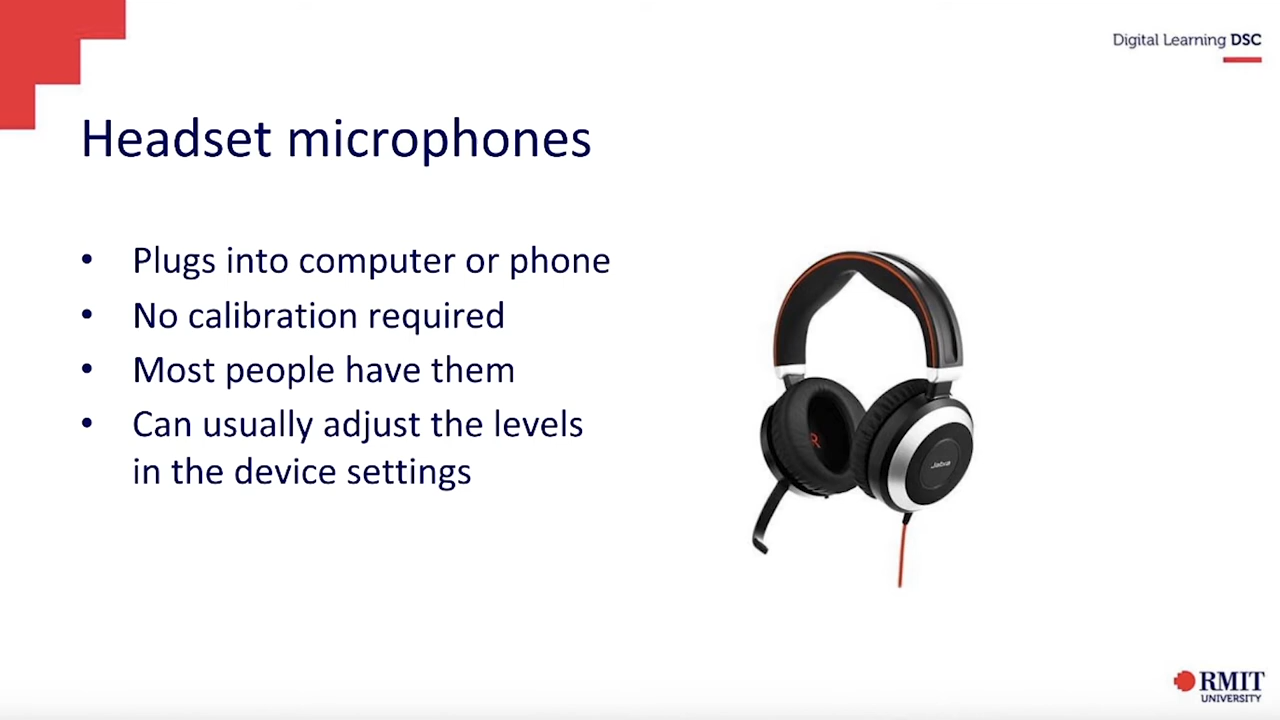 Digital Learning DSC
Headset microphones
• Plugs into computer or phone
• No calibration required
• Most people have them
• Can usually adjust the levels
in the device settings
R
Jabra
RMIT
UNIVERSITY